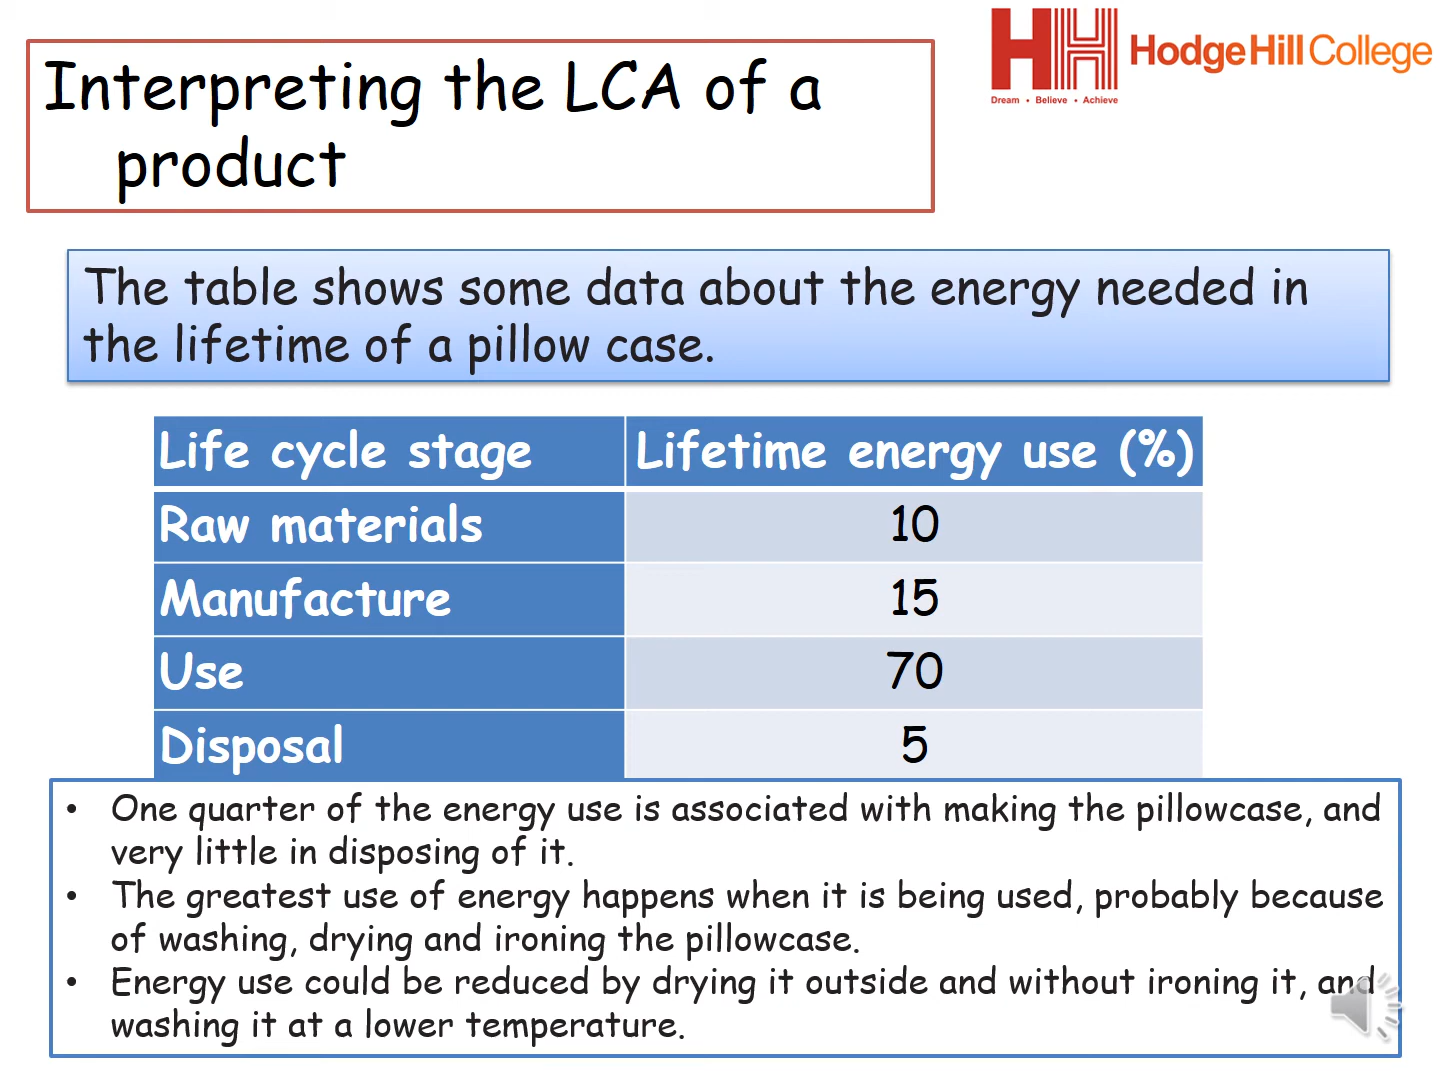 Interpreting the LCA of a
product
HH
Dream • Believe • Achieve
Hodge Hill College
The table shows some data about the energy needed in
the lifetime of a pillow case.
Life cycle stage Lifetime energy use (%)
Raw materials 10
Manufacture 15
Use 70
Disposal 5
• One quarter of the energy use is associated with making the pillowcase, and
very little in disposing of it.
• The greatest use of energy happens when it is being used, probably because
of washing, drying and ironing the pillowcase.
• Energy use could be reduced by drying it outside and without ironing it, and
washing it at a lower temperature.